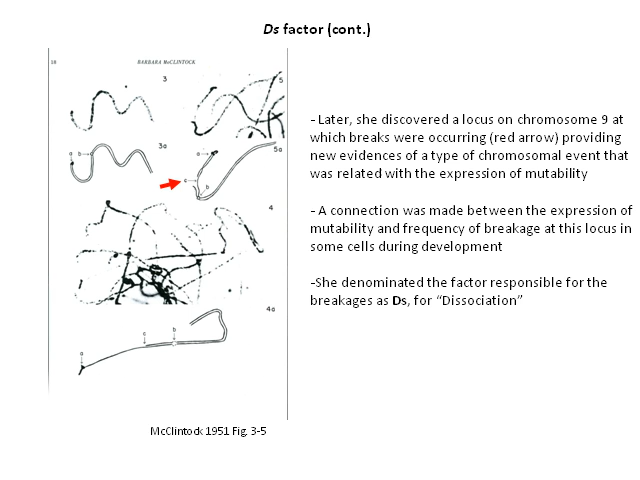 Ds factor (cont.)
18 BARBARA McCLINTOCK
3
5
3a
5a
a b
a
c
b
4
4a
c b
a
McClintock 1951 Fig. 3-5
- Later, she discovered a locus on chromosome 9 at
which breaks were occurring (red arrow) providing
new evidences of a type of chromosomal event that
was related with the expression of mutability
- A connection was made between the expression of
mutability and frequency of breakage at this locus in
some cells during development
-She denominated the factor responsible for the
breakages as Ds, for “Dissociation”